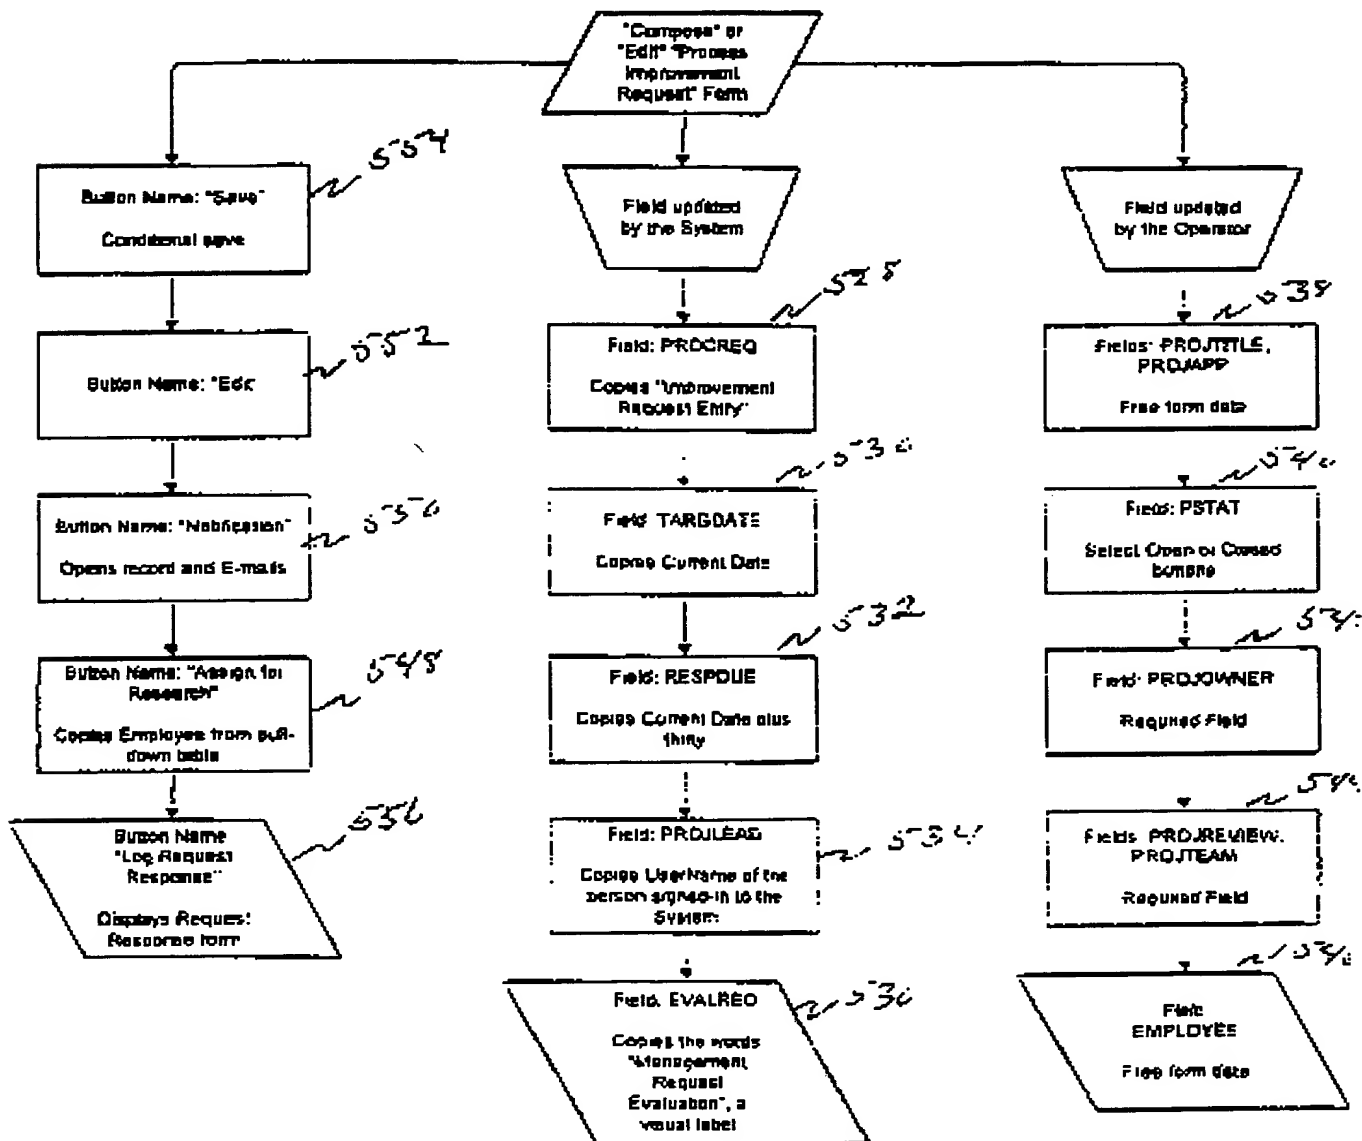 "Compose" or
"Edit" "Process
Improvement
Request" Form
Button Name: "Save"
Conditional save
554
Button Name: "Edit"
552
Button Name: "Notification"
Opens record and E-mails
Button Name: "Assign for
Research"
Copies Employee from pull-
down table
548
Button Name
"Log Request
Response"
Displays Request
Response form
556
Field updated
by the System
Field: PROCREQ
Copies "Improvement
Request Entry"
528
Field: TARGDATE
Copies Current Date
530
Field: RESPDUE
Copies Current Date plus
thirty
532
Field: PROJLEAD
Copies UserName of the
person signed-in to the
System
534
Field: EVALREQ
Copies the words
"Management
Request
Evaluation", a
visual label
536
Field updated
by the Operator
Fields: PROJTITLE,
PROJAPP
Free form data
538
Field: PSTAT
Select Open or Closed
buttons
540
Field: PROJOWNER
Required Field
Fields: PROJREVIEW,
PROJTEAM
Required Field
Field:
EMPLOYEE
Free form data